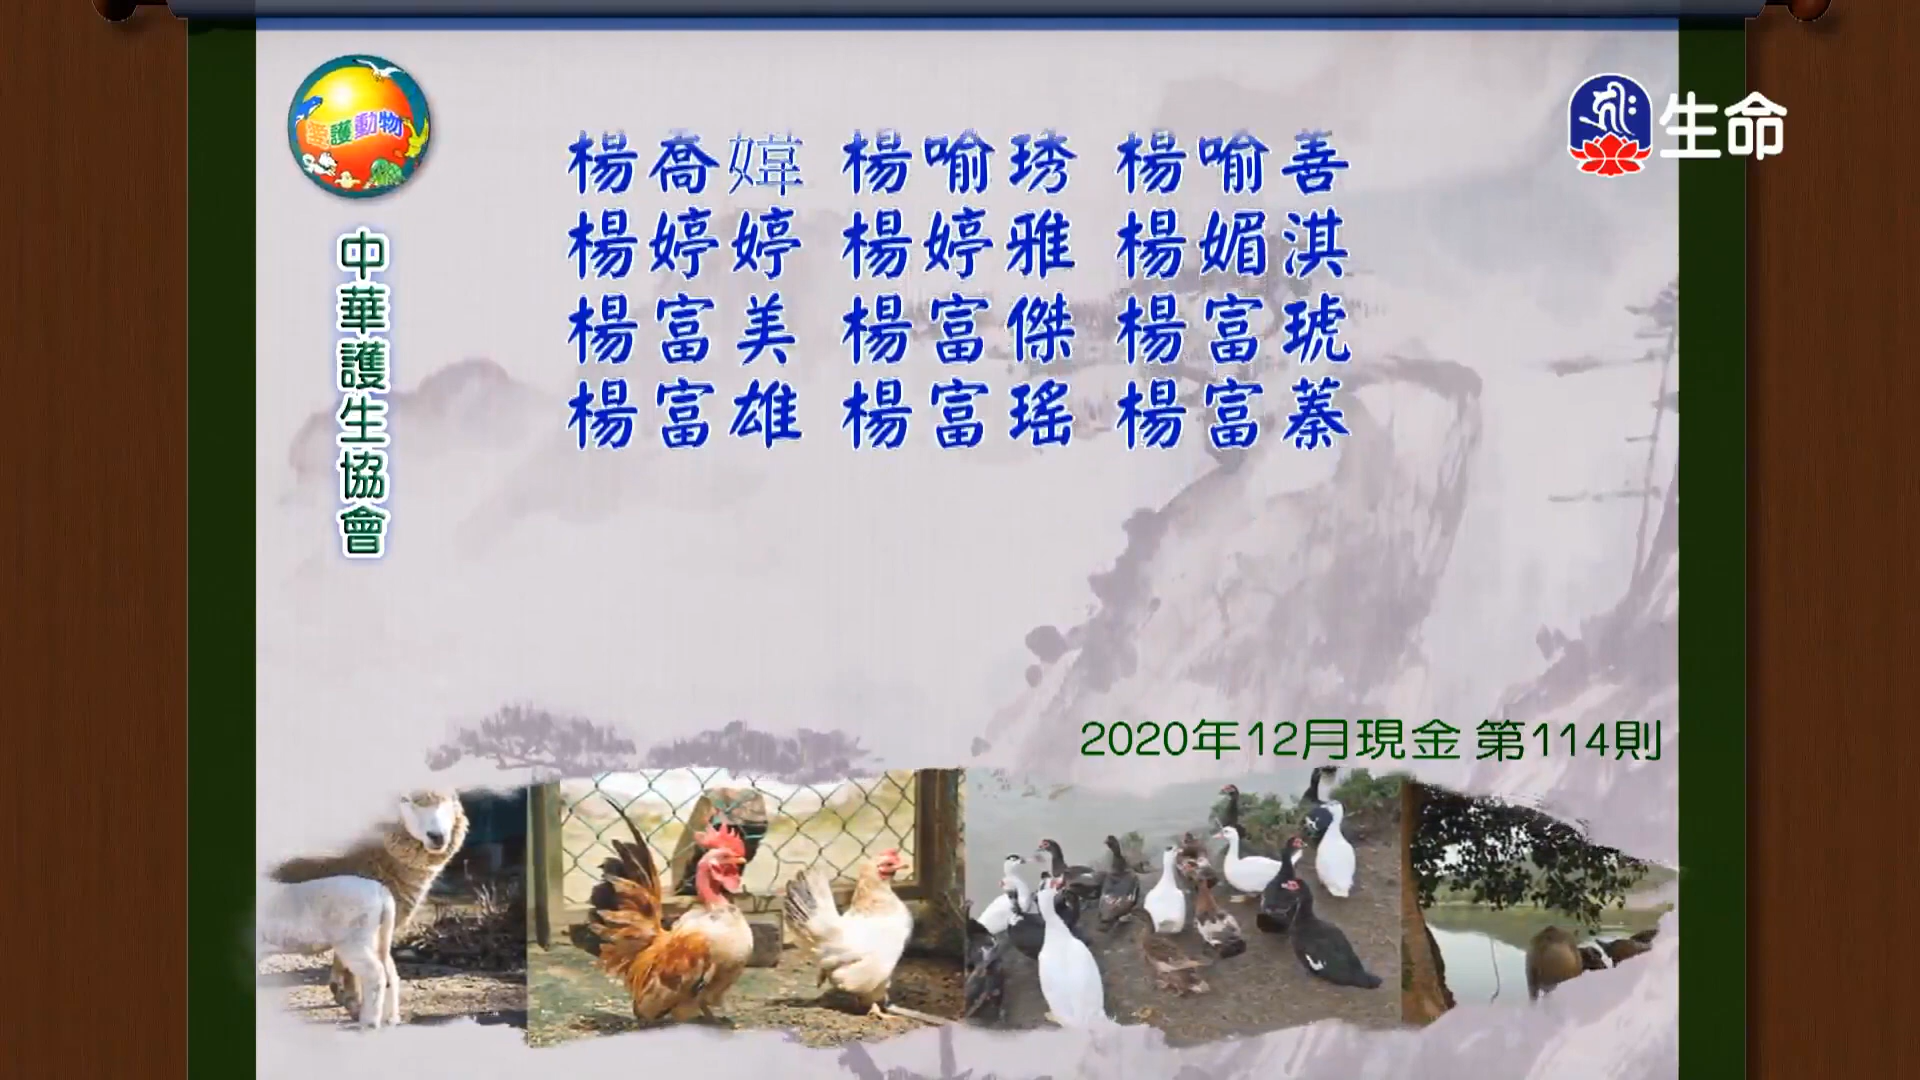 愛護動物
生命
中華護生協會
楊喬媁 楊喻琇 楊喻善
楊婷婷 楊婷雅 楊媚淇
楊富美 楊富傑 楊富琥
楊富雄 楊富瑤 楊富蓁
2020年12月現金 第114則